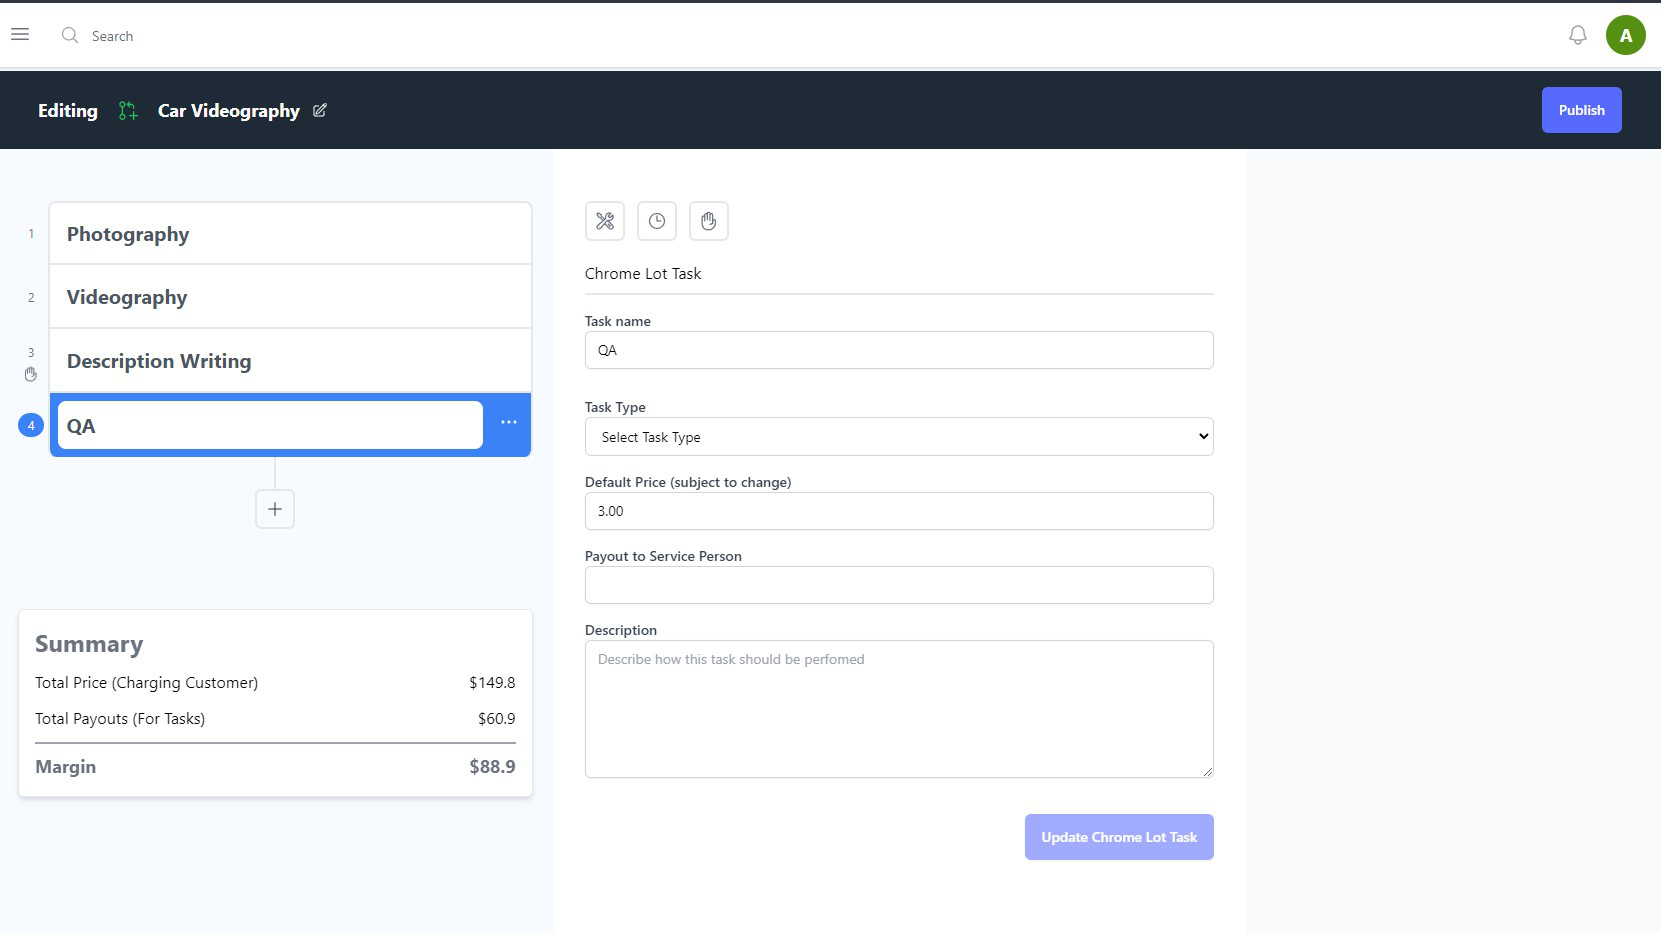 Search
A
Editing Car Videography
Publish
1 Photography
2 Videography
3 Description Writing
4 QA ...
Summary
Total Price (Charging Customer) $149.8
Total Payouts (For Tasks) $60.9
Margin $88.9
Chrome Lot Task
Task name
QA
Task Type
Select Task Type
Default Price (subject to change)
3.00
Payout to Service Person
Description
Describe how this task should be perfomed
Update Chrome Lot Task